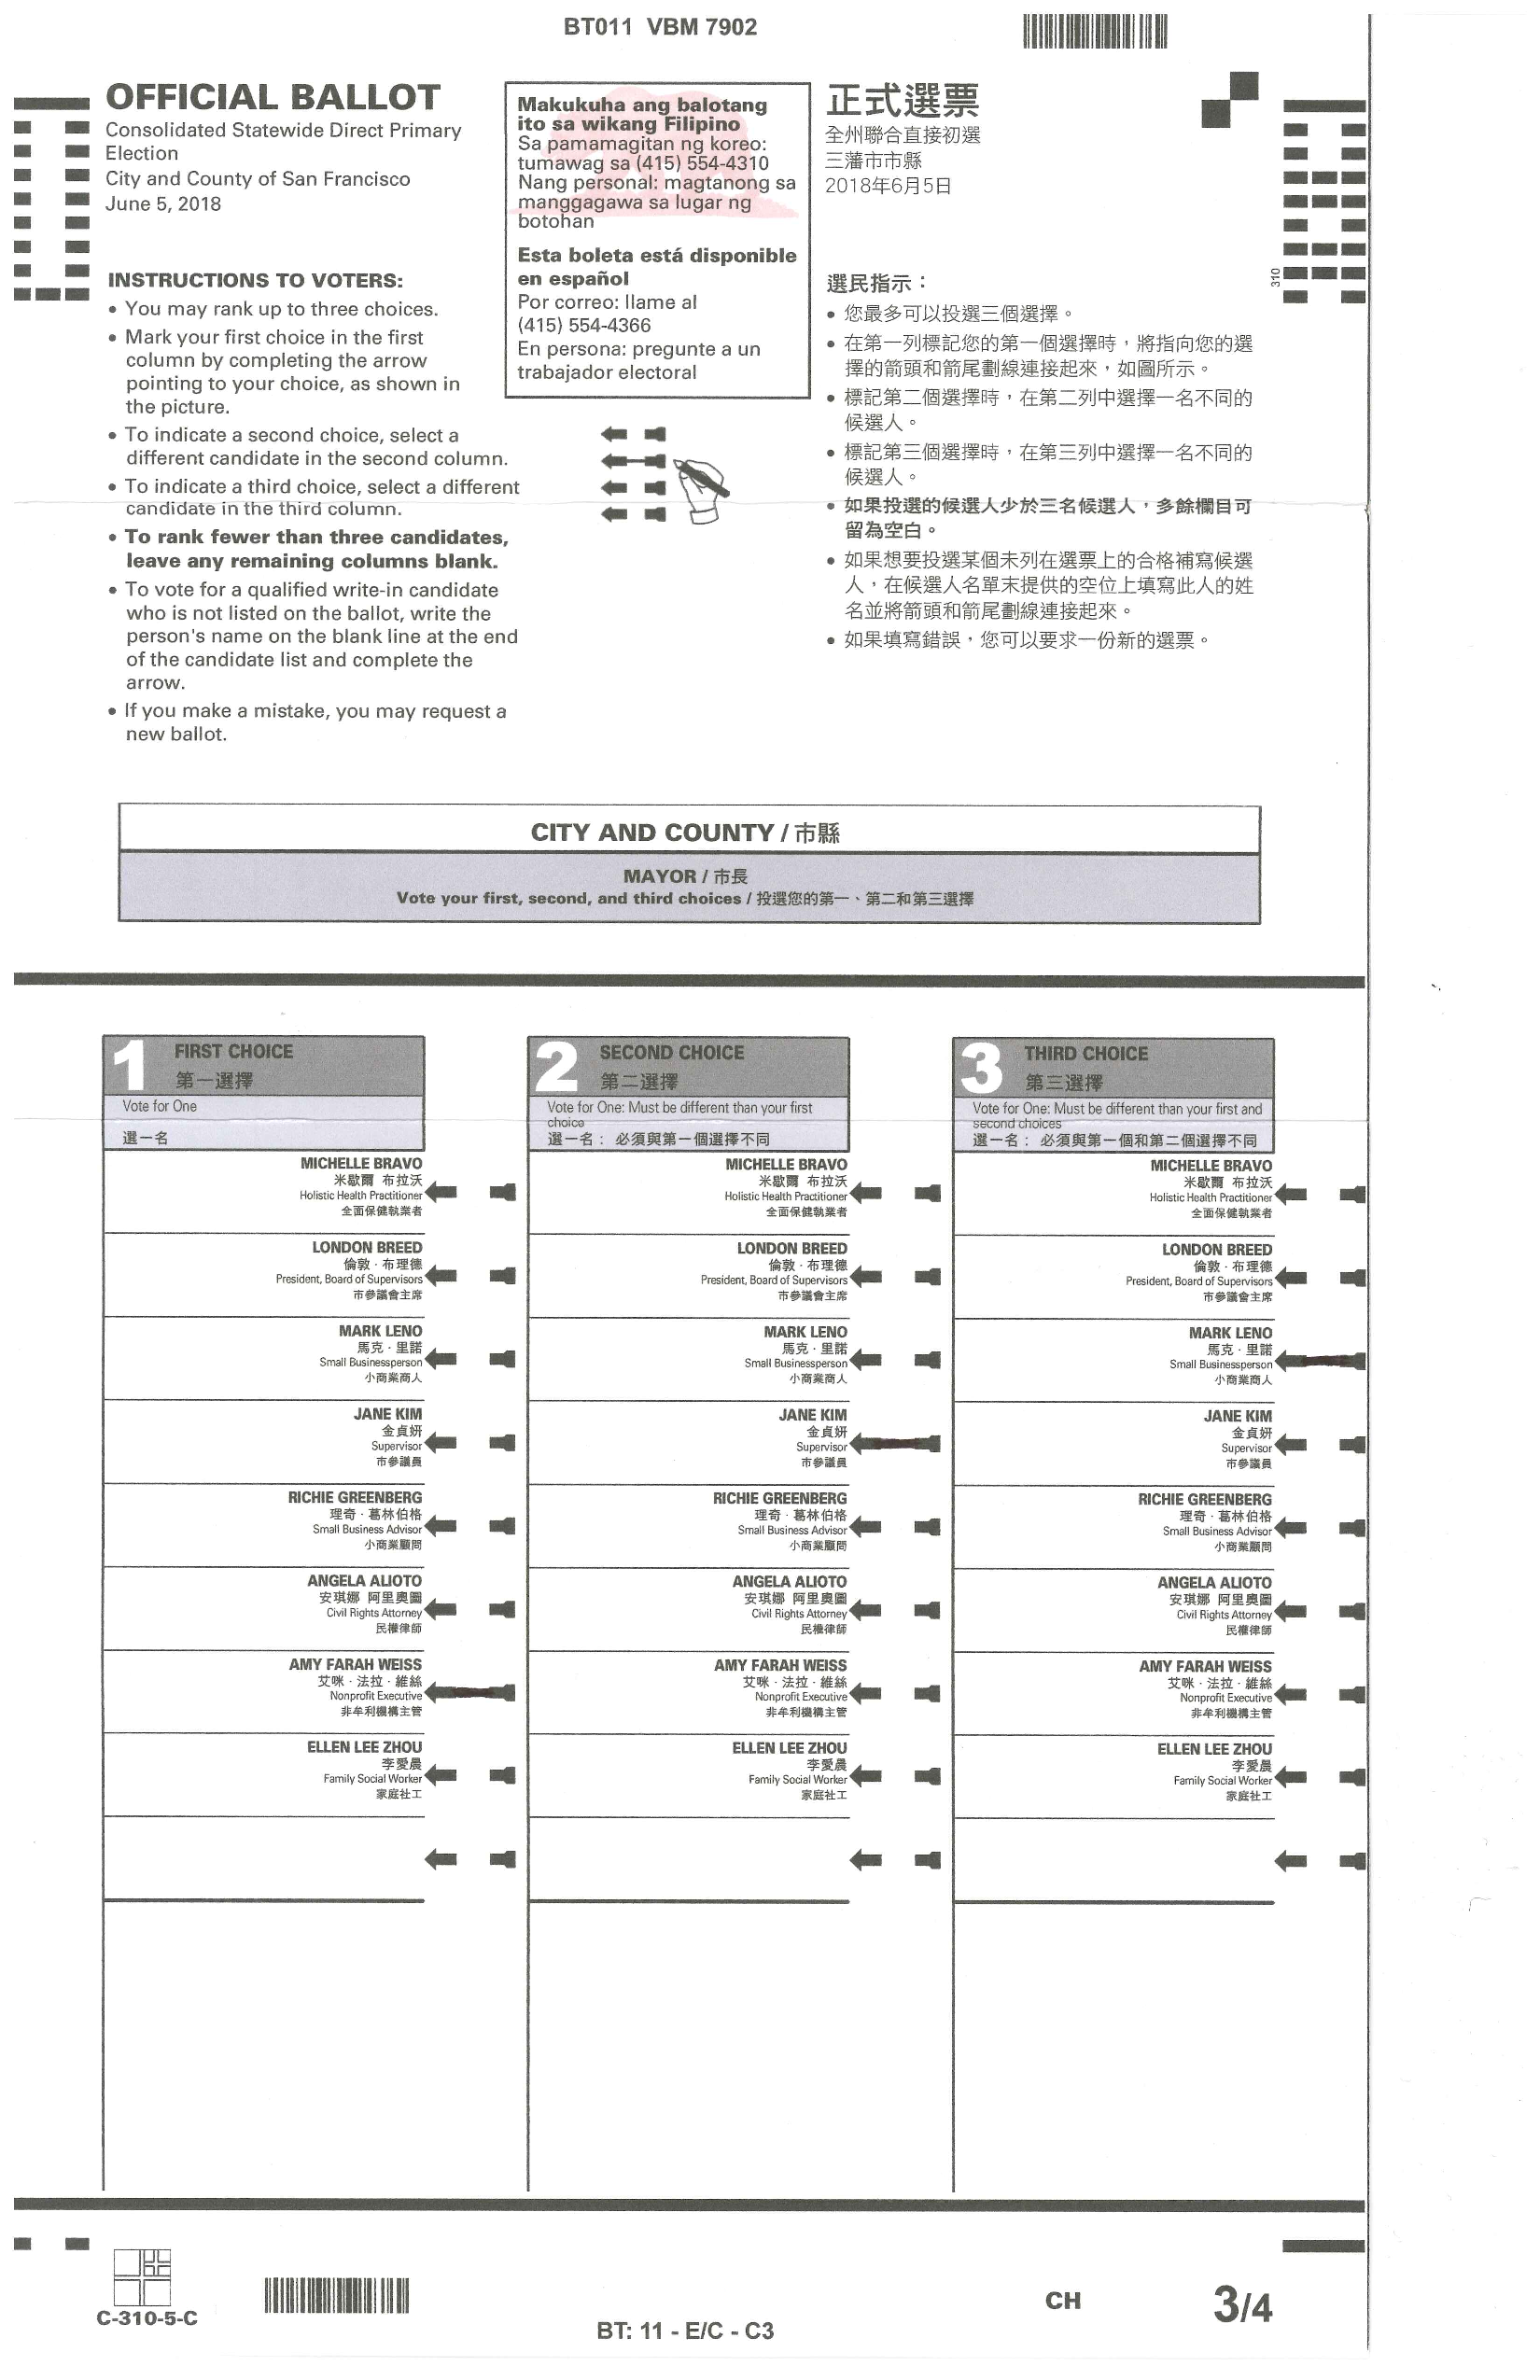 BT011 VBM 7902
OFFICIAL BALLOT
Consolidated Statewide Direct Primary
Election
City and County of San Francisco
June 5, 2018
INSTRUCTIONS TO VOTERS:
• You may rank up to three choices.
• Mark your first choice in the first
column by completing the arrow
pointing to your choice, as shown in
the picture.
• To indicate a second choice, select a
different candidate in the second column.
• To indicate a third choice, select a different
candidate in the third column.
• To rank fewer than three candidates,
leave any remaining columns blank.
• To vote for a qualified write-in candidate
who is not listed on the ballot, write the
person's name on the blank line at the end
of the candidate list and complete the
arrow.
• If you make a mistake, you may request a
new ballot.
Makukuha ang balotang
ito sa wikang Filipino
Sa pamamagitan ng koreo:
tumawag sa (415) 554-4310
Nang personal: magtanong sa
manggagawa sa lugar ng
botohan
Esta boleta está disponible
en español
Por correo: llame al
(415) 554-4366
En persona: pregunte a un
trabajador electoral
正式選票
全州聯合直接初選
三藩市市縣
2018年6月5日
選民指示：
• 您最多可以投選三個選擇。
• 在第一列標記您的第一個選擇時，將指向您的選
擇的箭頭和箭尾劃線連接起來，如圖所示。
• 標記第二個選擇時，在第二列中選擇一名不同的
候選人。
• 標記第三個選擇時，在第三列中選擇一名不同的
候選人。
• 如果投選的候選人少於三名候選人，多餘欄目可
留為空白。
• 如果想要投選某個未列在選票上的合格補寫候選
人，在候選人名單末提供的空位上填寫此人的姓
名並將箭頭和箭尾劃線連接起來。
• 如果填寫錯誤，您可以要求一份新的選票。
310
CITY AND COUNTY / 市縣
MAYOR / 市長
Vote your first, second, and third choices / 投選您的第一、第二和第三選擇
1 FIRST CHOICE
第一選擇
Vote for One
選一名
MICHELLE BRAVO
米歇爾 布拉沃
Holistic Health Practitioner
全面保健執業者
LONDON BREED
倫敦 · 布理德
President, Board of Supervisors
市參議會主席
MARK LENO
馬克 · 里諾
Small Businessperson
小商業商人
JANE KIM
金貞妍
Supervisor
市參議員
RICHIE GREENBERG
理奇 · 葛林伯格
Small Business Advisor
小商業顧問
ANGELA ALIOTO
安琪娜 阿里奧圖
Civil Rights Attorney
民權律師
AMY FARAH WEISS
艾咪 · 法拉 · 維絲
Nonprofit Executive
非牟利機構主管
ELLEN LEE ZHOU
李愛晨
Family Social Worker
家庭社工
2 SECOND CHOICE
第二選擇
Vote for One: Must be different than your first
choice
選一名： 必須與第一個選擇不同
MICHELLE BRAVO
米歇爾 布拉沃
Holistic Health Practitioner
全面保健執業者
LONDON BREED
倫敦 · 布理德
President, Board of Supervisors
市參議會主席
MARK LENO
馬克 · 里諾
Small Businessperson
小商業商人
JANE KIM
金貞妍
Supervisor
市參議員
RICHIE GREENBERG
理奇 · 葛林伯格
Small Business Advisor
小商業顧問
ANGELA ALIOTO
安琪娜 阿里奧圖
Civil Rights Attorney
民權律師
AMY FARAH WEISS
艾咪 · 法拉 · 維絲
Nonprofit Executive
非牟利機構主管
ELLEN LEE ZHOU
李愛晨
Family Social Worker
家庭社工
3 THIRD CHOICE
第三選擇
Vote for One: Must be different than your first and
second choices
選一名： 必須與第一個和第二個選擇不同
MICHELLE BRAVO
米歇爾 布拉沃
Holistic Health Practitioner
全面保健執業者
LONDON BREED
倫敦 · 布理德
President, Board of Supervisors
市參議會主席
MARK LENO
馬克 · 里諾
Small Businessperson
小商業商人
JANE KIM
金貞妍
Supervisor
市參議員
RICHIE GREENBERG
理奇 · 葛林伯格
Small Business Advisor
小商業顧問
ANGELA ALIOTO
安琪娜 阿里奧圖
Civil Rights Attorney
民權律師
AMY FARAH WEISS
艾咪 · 法拉 · 維絲
Nonprofit Executive
非牟利機構主管
ELLEN LEE ZHOU
李愛晨
Family Social Worker
家庭社工
C-310-5-C
BT: 11 - E/C - C3
CH
3/4